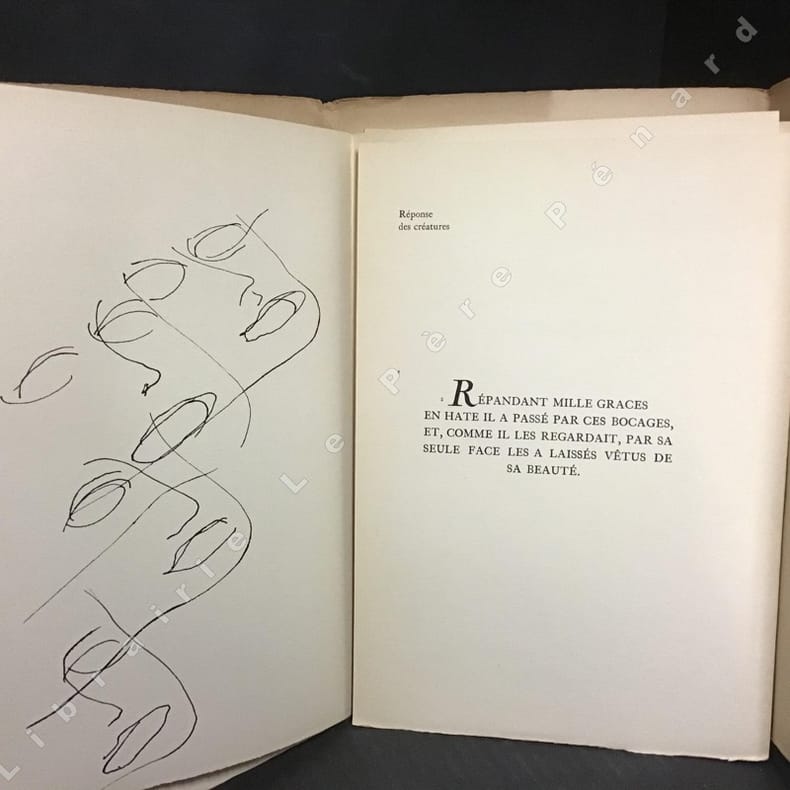 Réponse
des créatures
RÉPANDANT MILLE GRACES
EN HATE IL A PASSÉ PAR CES BOCAGES,
ET, COMME IL LES REGARDAIT, PAR SA
SEULE FACE LES A LAISSÉS VÊTUS DE
SA BEAUTÉ.
Librairie Le Père Pénard